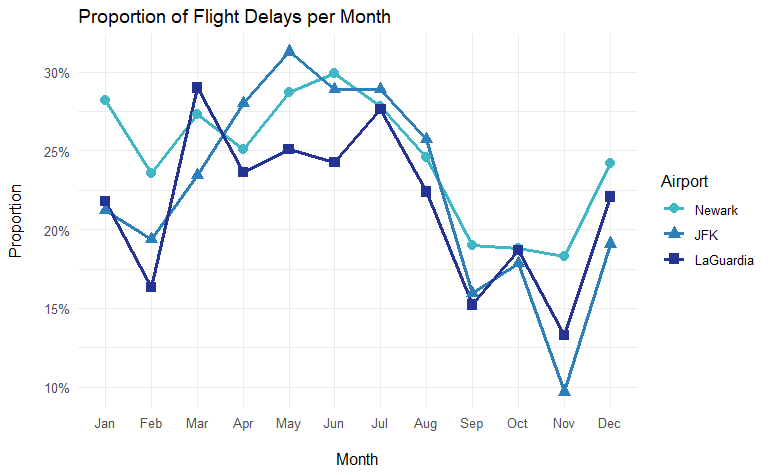 Proportion of Flight Delays per Month
30%
25%
20%
15%
10%
Proportion
Jan Feb Mar Apr May Jun Jul Aug Sep Oct Nov Dec
Month
Airport
Newark
JFK
LaGuardia